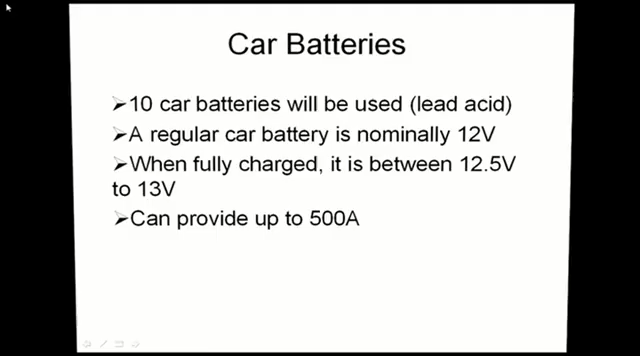 Car Batteries
➢10 car batteries will be used (lead acid)
➢A regular car battery is nominally 12V
➢When fully charged, it is between 12.5V
to 13V
➢Can provide up to 500A